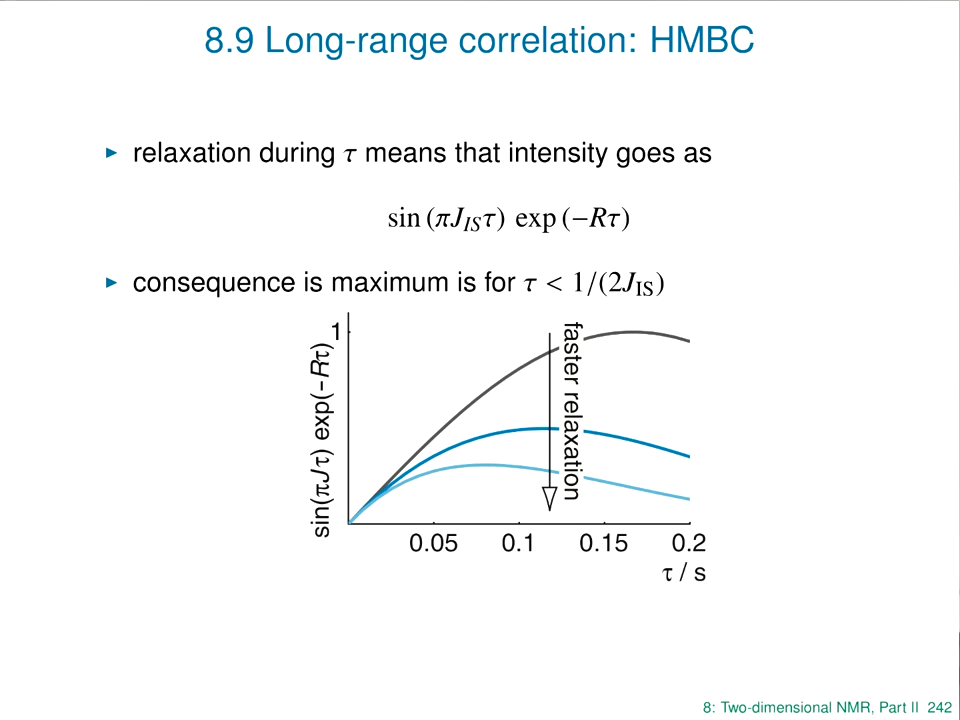 8.9 Long-range correlation: HMBC
▶ relaxation during τ means that intensity goes as
sin (πJ_IS τ) exp (−Rτ)
▶ consequence is maximum is for τ < 1/(2J_IS)
1
sin(πJτ) exp(-Rτ)
faster relaxation
0.05 0.1 0.15 0.2
τ / s
8: Two-dimensional NMR, Part II 242